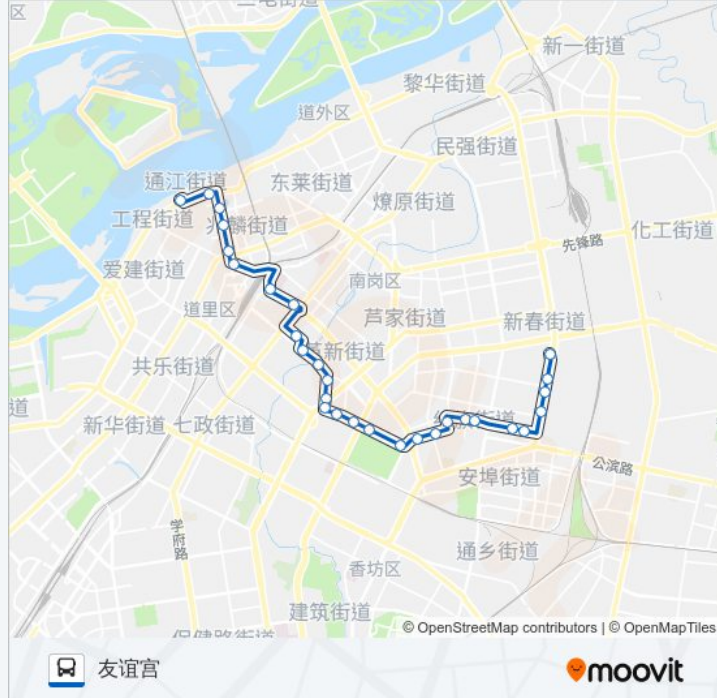 区
三电街道
新一街道
黎华街道
道外区
民强街道
通江街道
东莱街道
燎原街道
工程街道
兆麟街道
化工街道
先锋路
爱建街道
南岗区
道里区
芦家街道
新春街道
革新街道
共乐街道
道
新华街道
七政街道
街道
公滨路
安埠街道
学府路
通乡街道
香坊区
建筑街道
保健路街道
© OpenStreetMap contributors | © OpenMapTiles
友谊宫
moovit